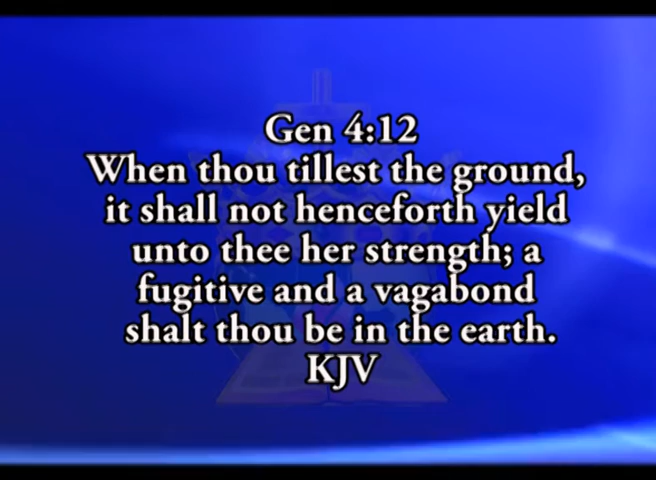 Gen 4:12
When thou tillest the ground,
it shall not henceforth yield
unto thee her strength; a
fugitive and a vagabond
shalt thou be in the earth.
KJV